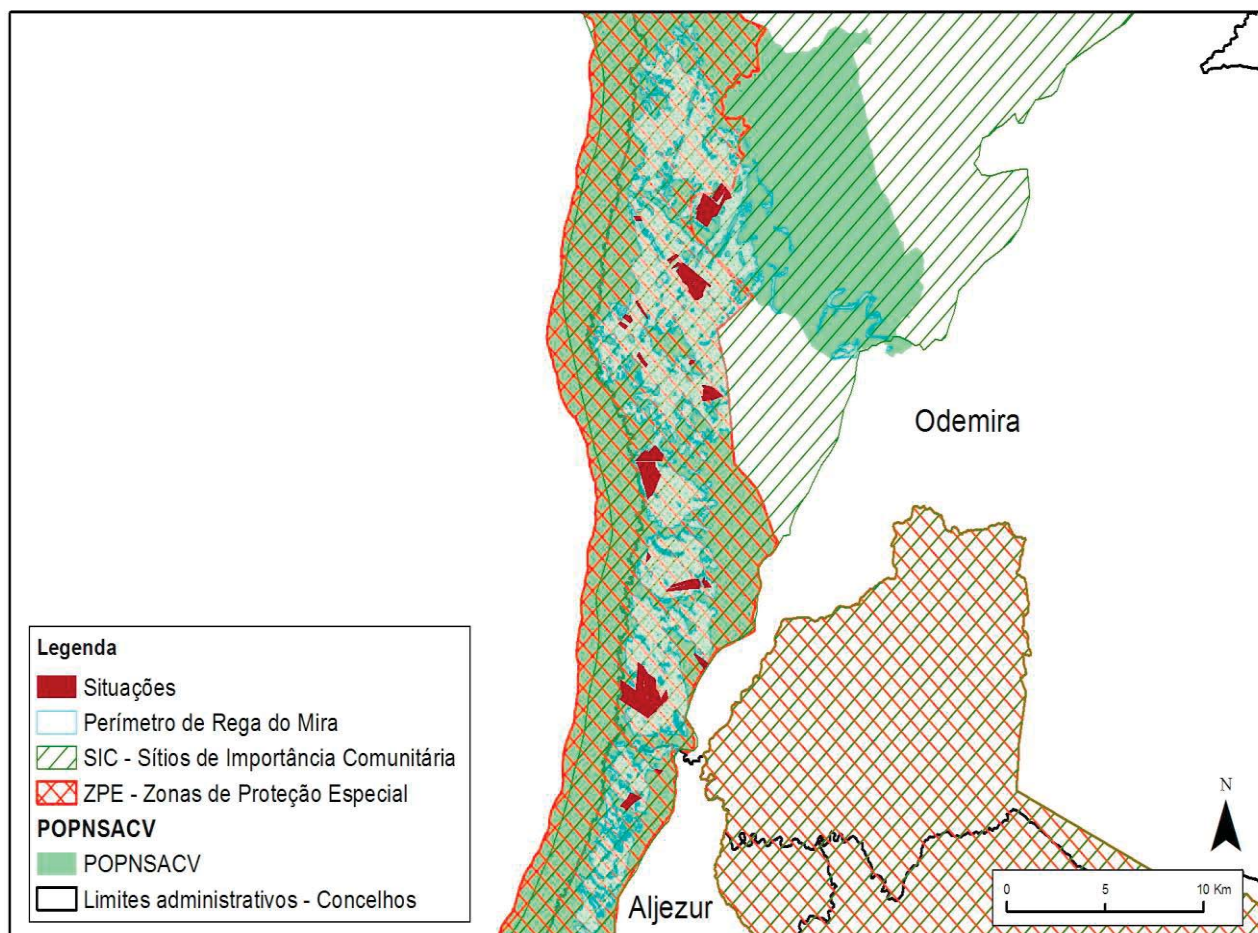 Odemira
Legenda
Situações
Perímetro de Rega do Mira
SIC - Sítios de Importância Comunitária
ZPE - Zonas de Proteção Especial
POPNSACV
POPNSACV
Limites administrativos - Concelhos
Aljezur
N
0 5 10 Km